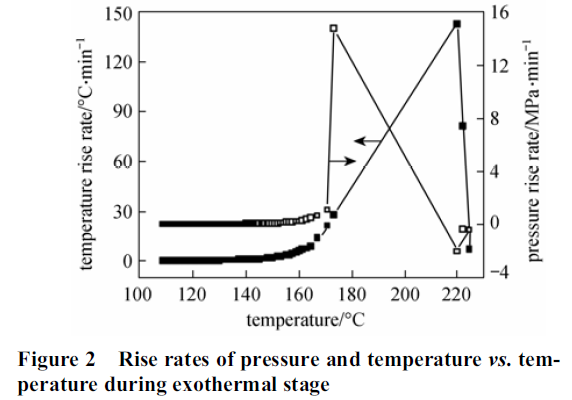 150
120
90
60
30
0
temperature rise rate/°C·min⁻¹
16
12
8
4
0
−4
pressure rise rate/MPa·min⁻¹
100 120 140 160 180 200 220
temperature/°C
Figure 2 Rise rates of pressure and temperature vs. tem-
perature during exothermal stage